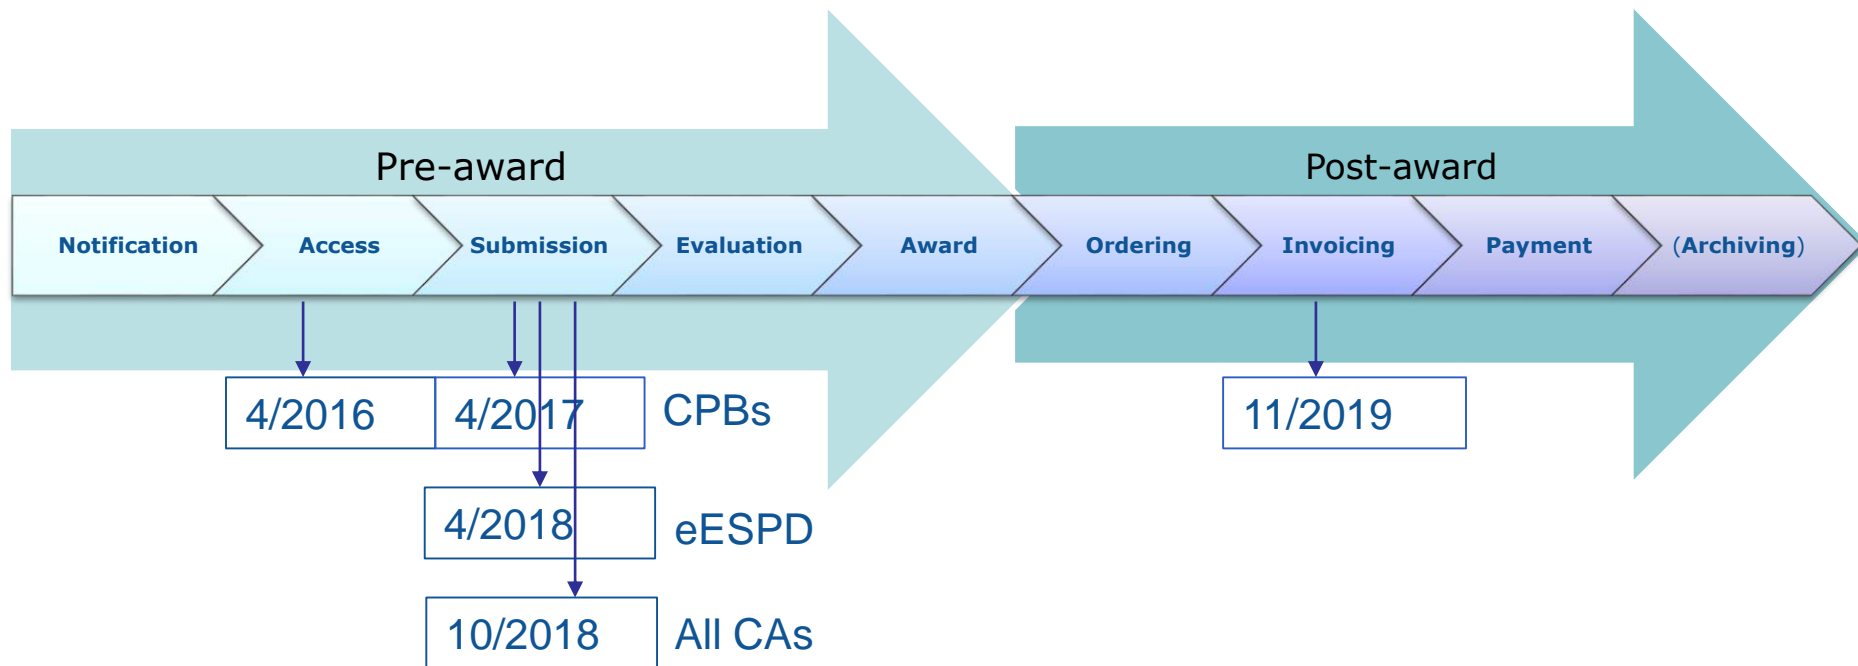 Pre-award
Post-award
Notification
Access
Submission
Evaluation
Award
Ordering
Invoicing
Payment
(Archiving)
4/2016
4/2017
CPBs
11/2019
4/2018
eESPD
10/2018
All CAs